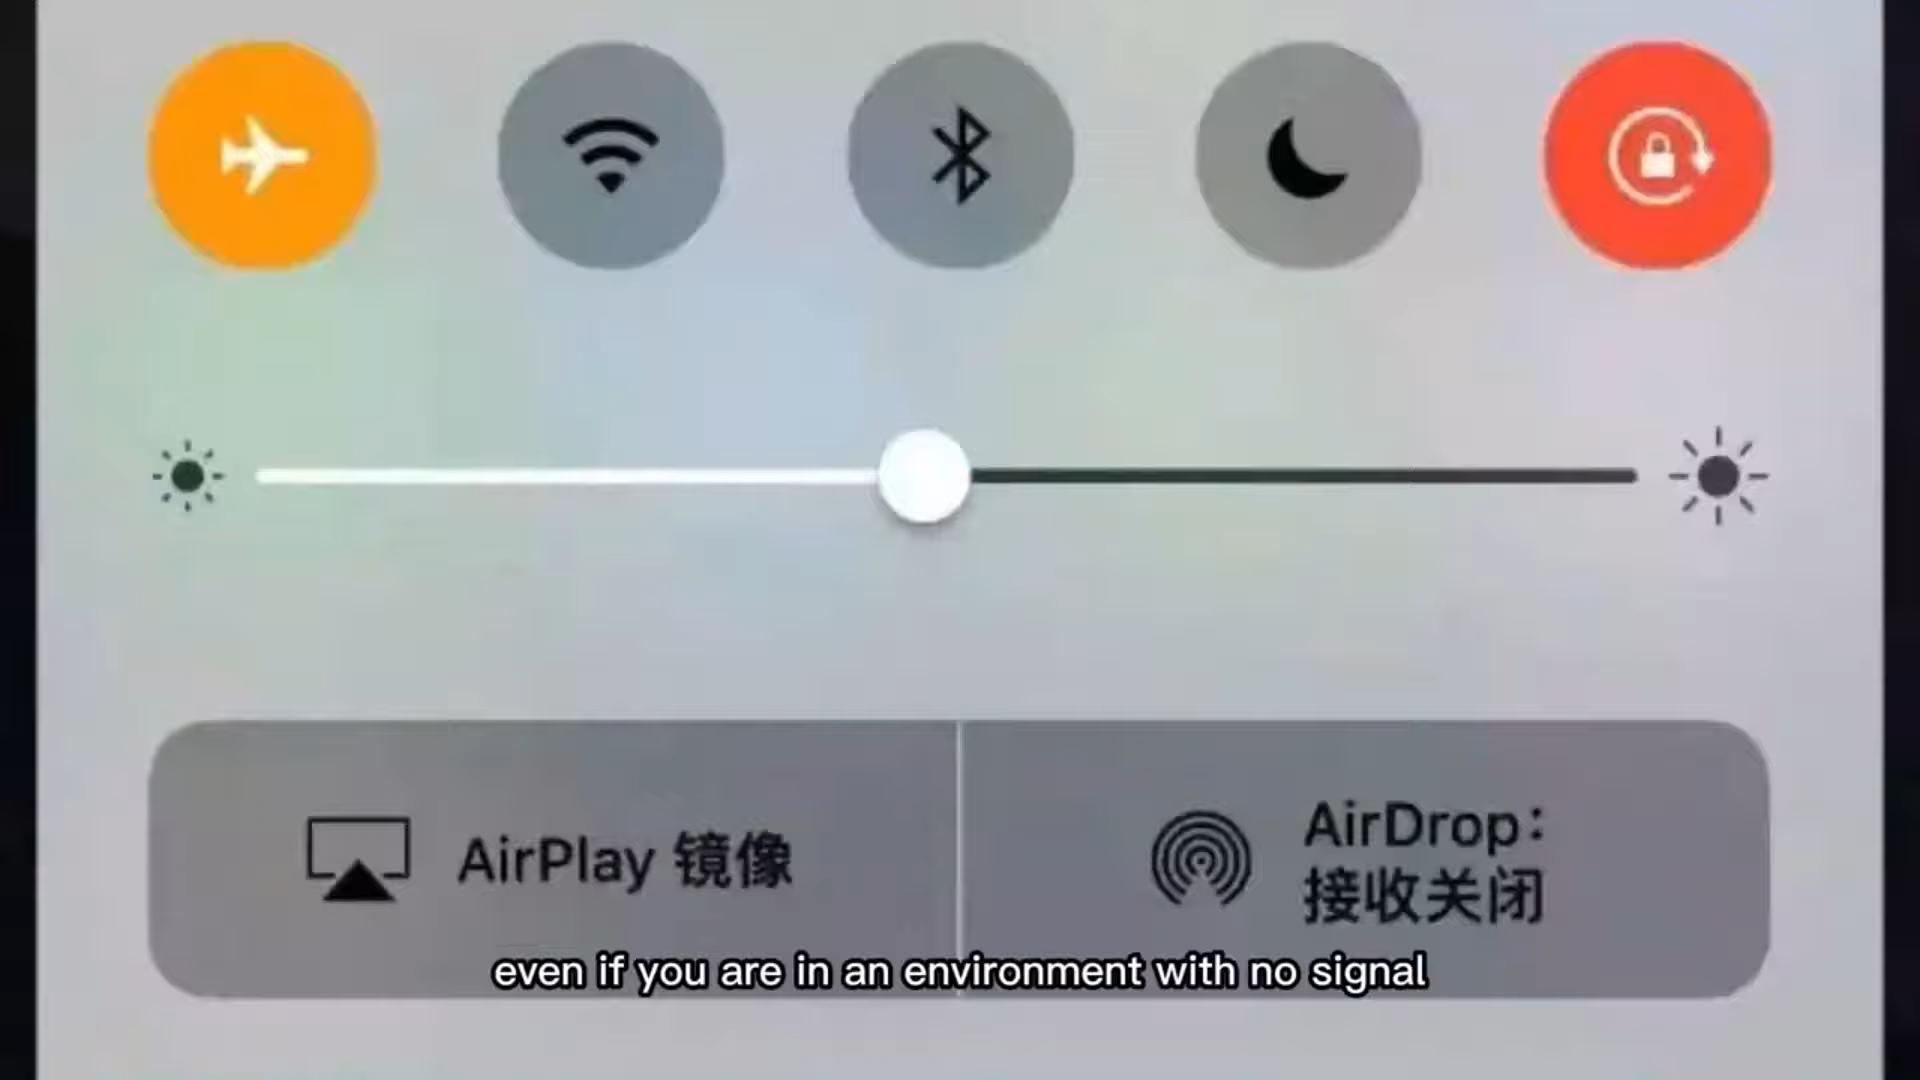 AirPlay 镜像
AirDrop:
接收关闭
even if you are in an environment with no signal